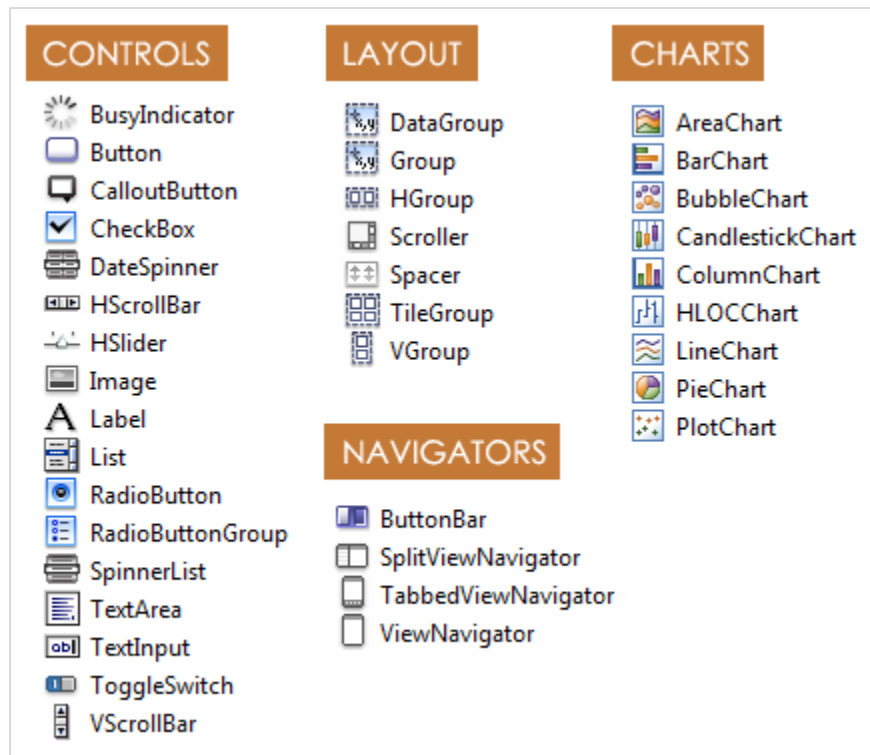 CONTROLS
BusyIndicator
Button
CalloutButton
CheckBox
DateSpinner
HScrollBar
HSlider
Image
Label
List
RadioButton
RadioButtonGroup
SpinnerList
TextArea
TextInput
ToggleSwitch
VScrollBar
LAYOUT
DataGroup
Group
HGroup
Scroller
Spacer
TileGroup
VGroup
NAVIGATORS
ButtonBar
SplitViewNavigator
TabbedViewNavigator
ViewNavigator
CHARTS
AreaChart
BarChart
BubbleChart
CandlestickChart
ColumnChart
HLOCChart
LineChart
PieChart
PlotChart